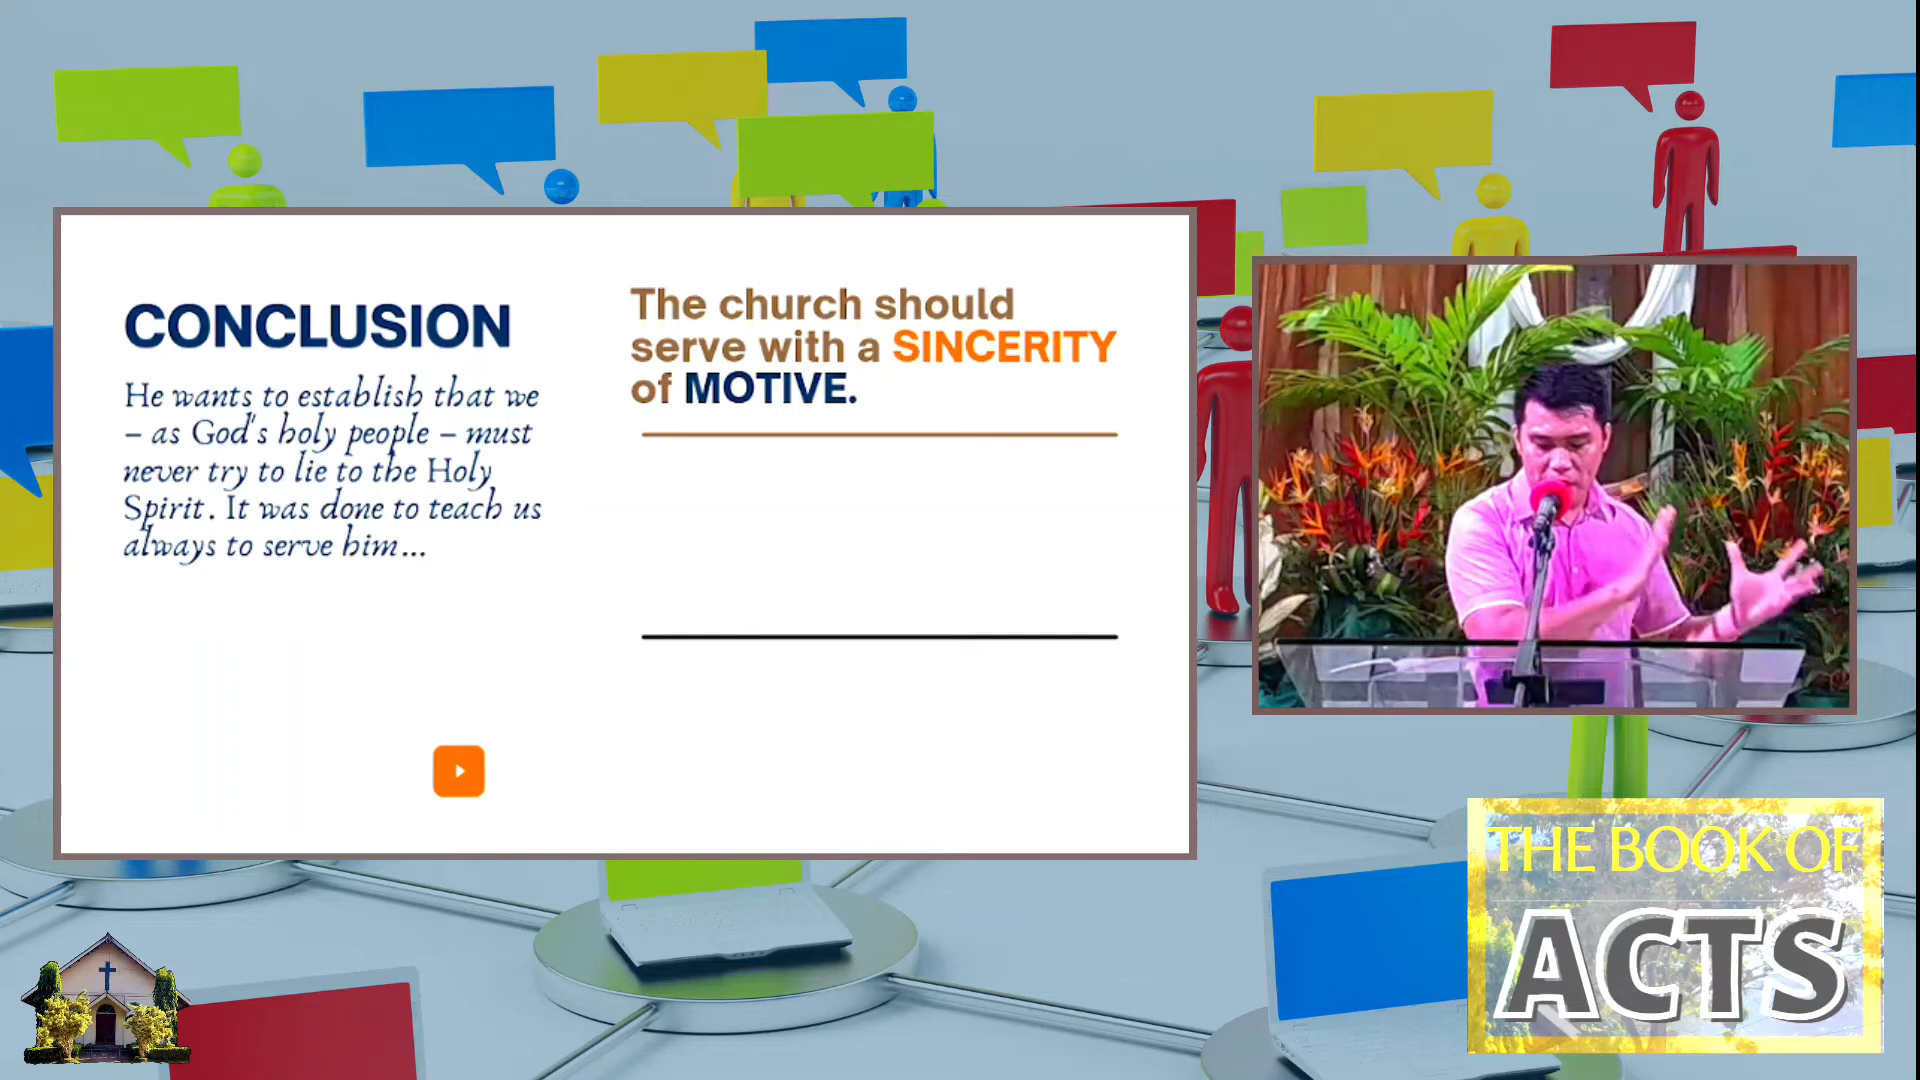 CONCLUSION
He wants to establish that we
– as God's holy people – must
never try to lie to the Holy
Spirit. It was done to teach us
always to serve him...
The church should
serve with a SINCERITY
of MOTIVE.
THE BOOK OF
ACTS